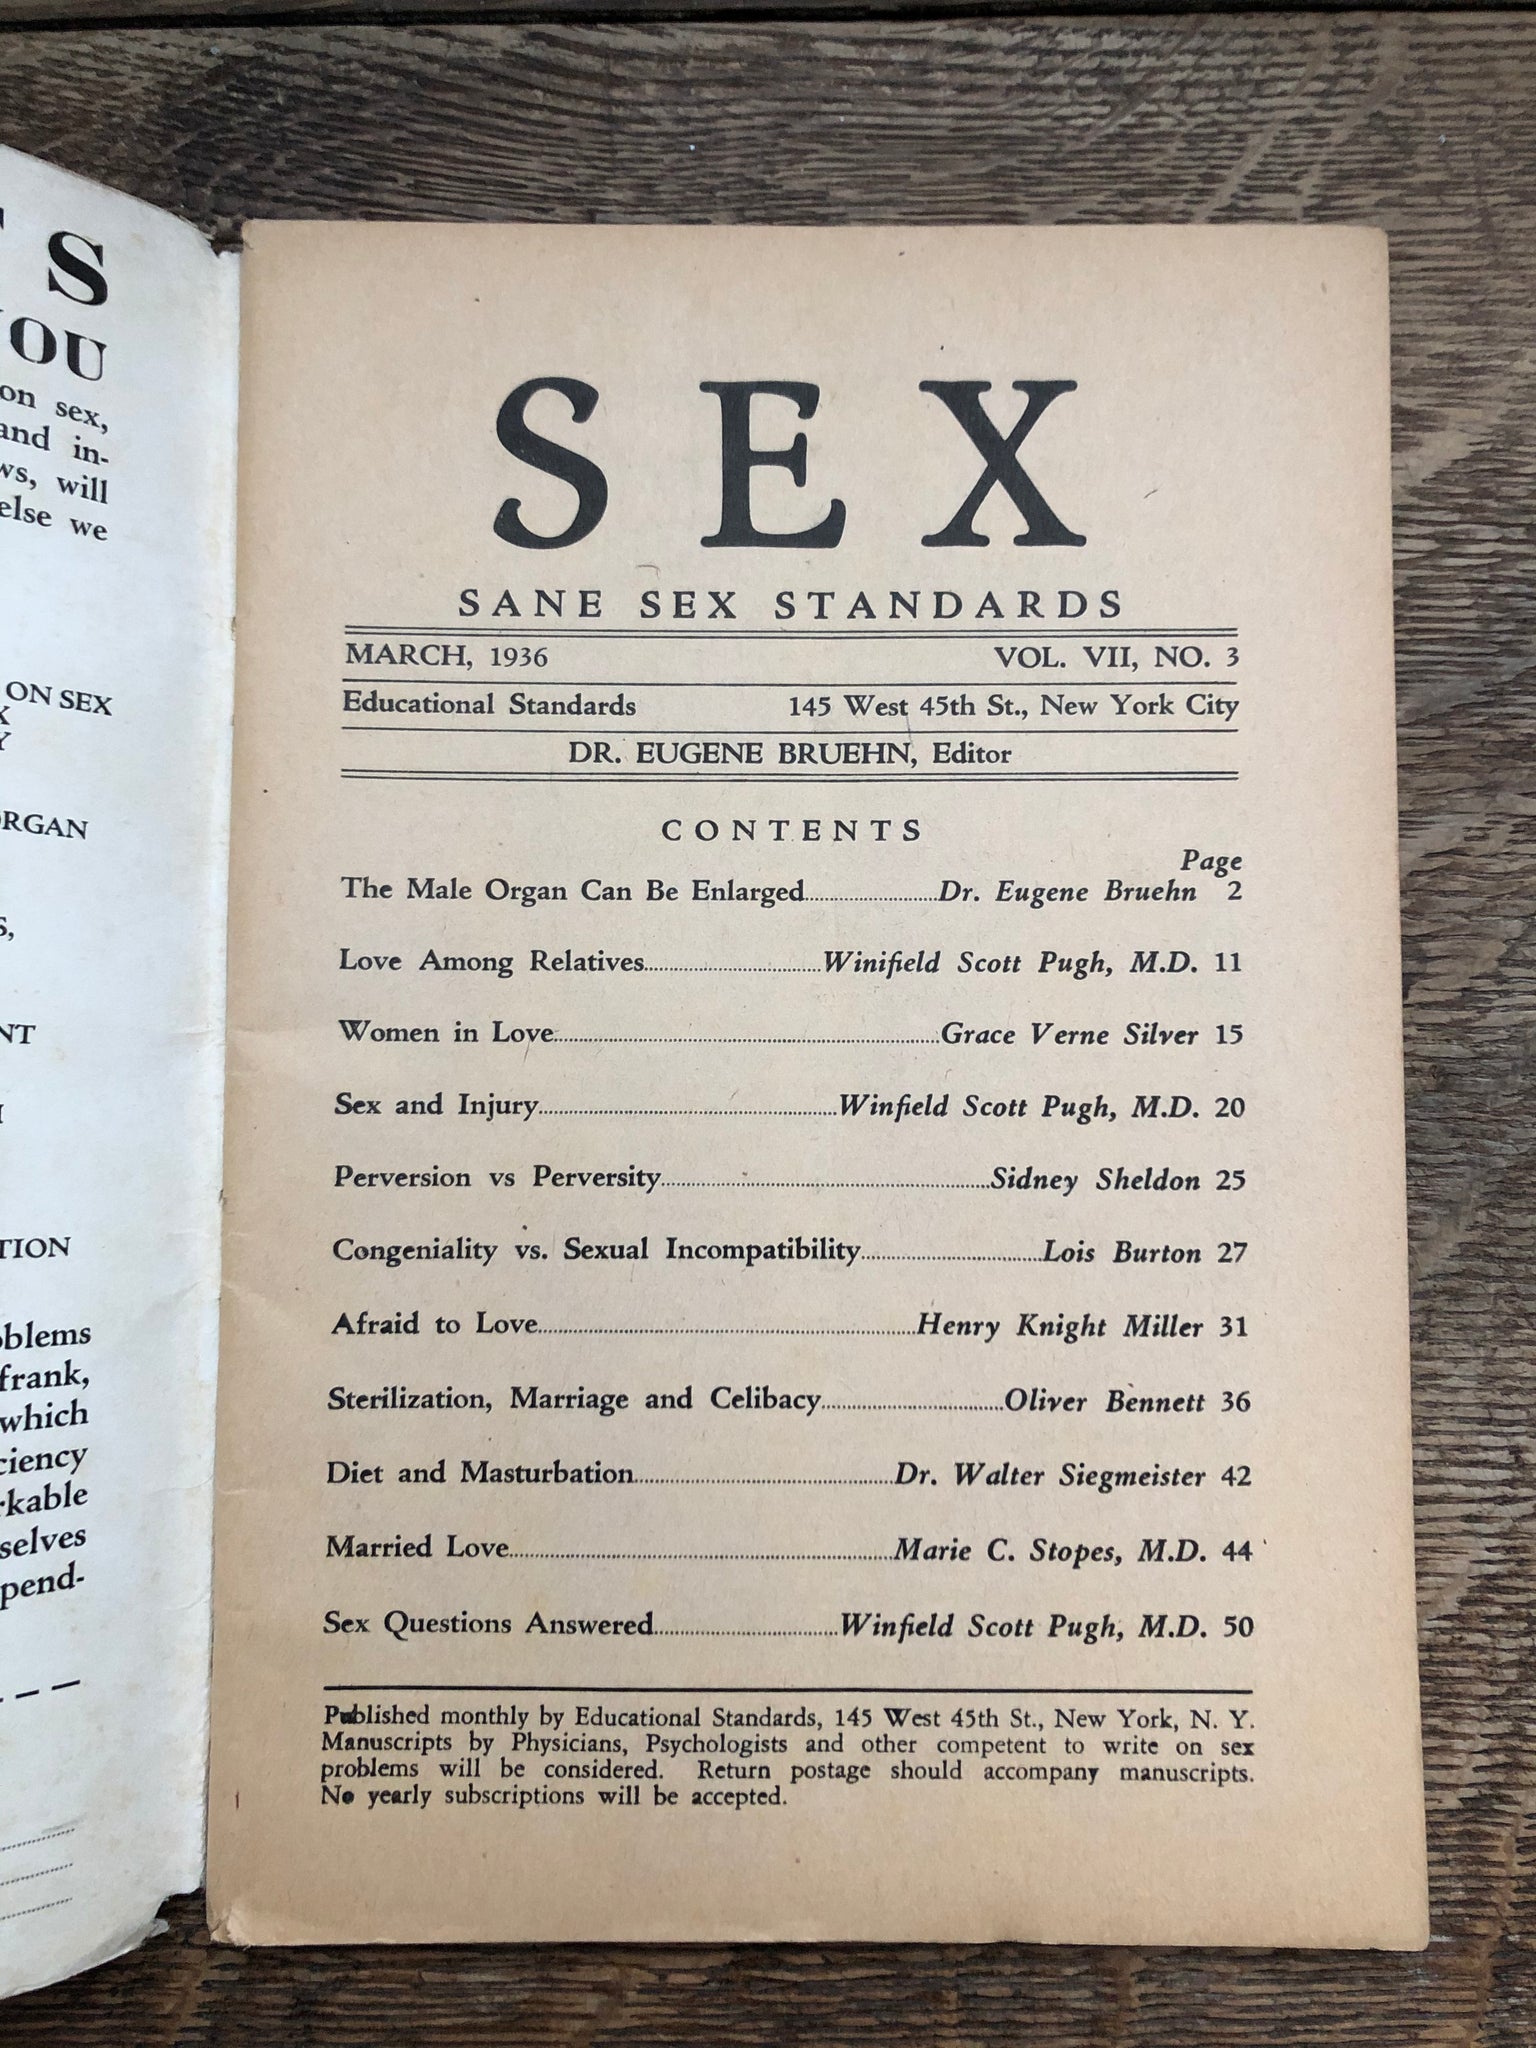 S
YOU
on sex,
and in-
will
else we
ON SEX
ORGAN
oblems
frank,
which
selves
SEX
SANE SEX STANDARDS
MARCH, 1936 VOL. VII, NO. 3
Educational Standards 145 West 45th St., New York City
DR. EUGENE BRUEHN, Editor
CONTENTS
Page
The Male Organ Can Be Enlarged Dr. Eugene Bruehn 2
Love Among Relatives Winifield Scott Pugh, M.D. 11
Women in Love Grace Verne Silver 15
Sex and Injury Winfield Scott Pugh, M.D. 20
Perversion vs Perversity Sidney Sheldon 25
Congeniality vs. Sexual Incompatibility Lois Burton 27
Afraid to Love Henry Knight Miller 31
Sterilization, Marriage and Celibacy Oliver Bennett 36
Diet and Masturbation Dr. Walter Siegmeister 42
Married Love Marie C. Stopes, M.D. 44
Sex Questions Answered Winfield Scott Pugh, M.D. 50
Published monthly by Educational Standards, 145 West 45th St., New York, N. Y.
Manuscripts by Physicians, Psychologists and other competent to write on sex
problems will be considered. Return postage should accompany manuscripts.
No yearly subscriptions will be accepted.